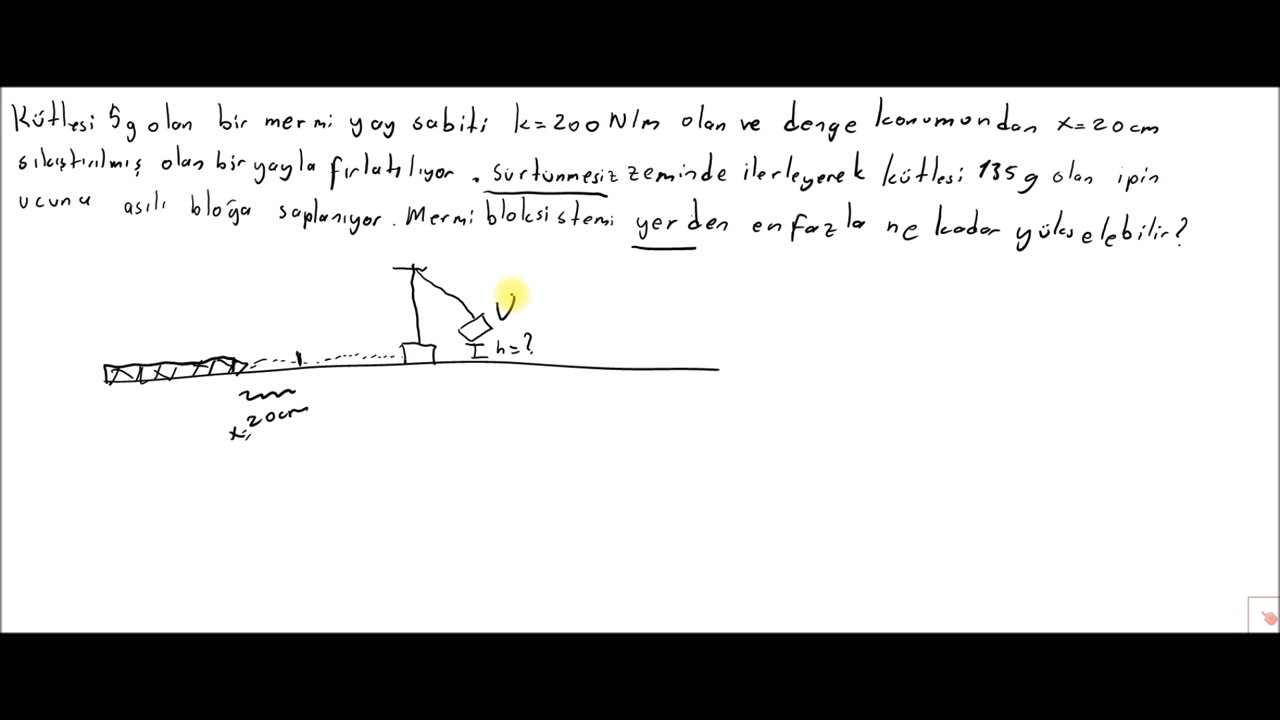 Kütlesi 5g olan bir mermi yay sabiti k=200 N/m olan ve denge konumundan x=20cm
sıkıştırılmış olan bir yayla fırlatılıyor. Sürtünmesiz zeminde ilerleyerek kütlesi 135g olan ipin
ucuna asılı bloğa saplanıyor. Mermi blok sistemi yerden en fazla ne kadar yükselebilir?
U
h=?
x=20cm